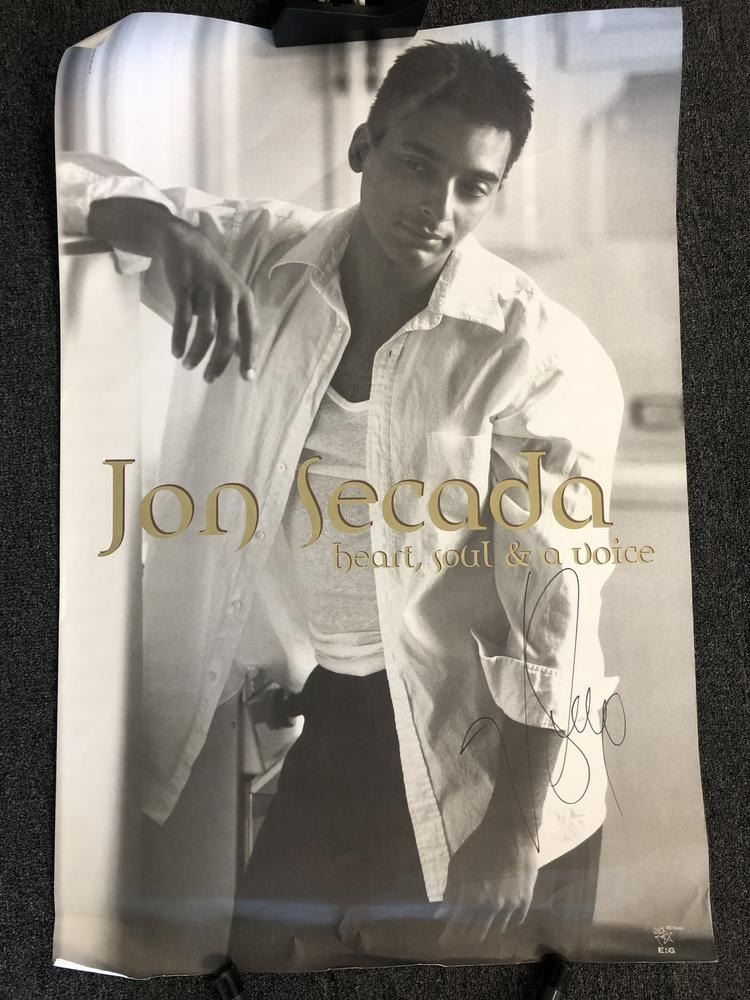 Jon Secada
heart, soul & a voice
E:G